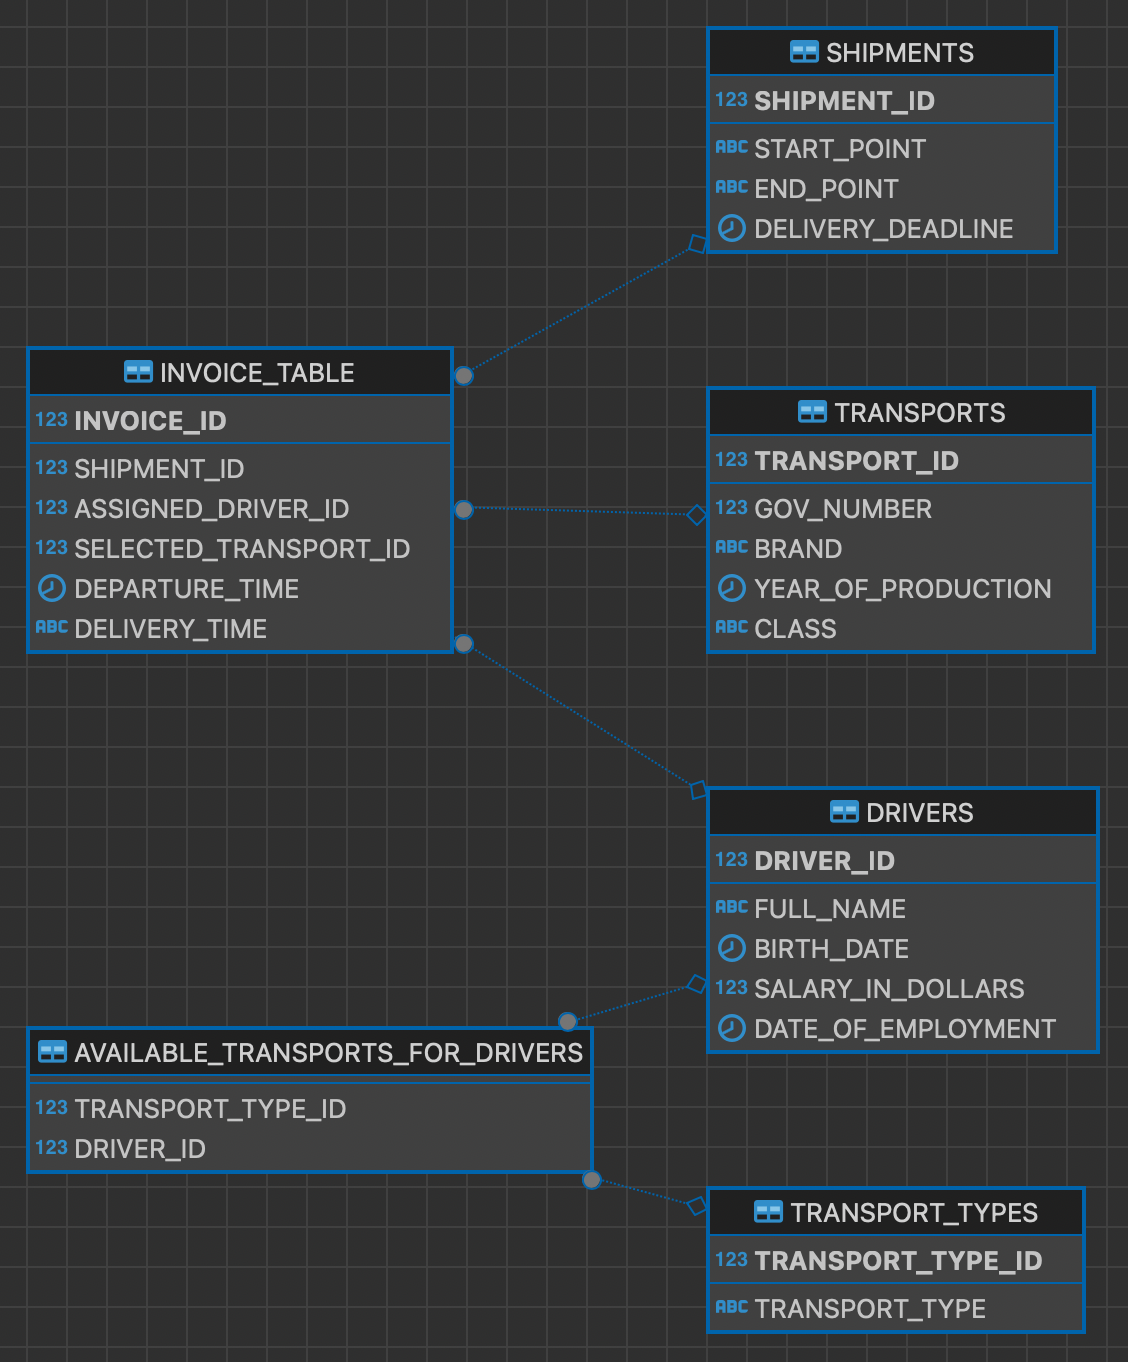 SHIPMENTS
123 SHIPMENT_ID
ABC START_POINT
ABC END_POINT
DELIVERY_DEADLINE
INVOICE_TABLE
123 INVOICE_ID
123 SHIPMENT_ID
123 ASSIGNED_DRIVER_ID
123 SELECTED_TRANSPORT_ID
DEPARTURE_TIME
ABC DELIVERY_TIME
TRANSPORTS
123 TRANSPORT_ID
123 GOV_NUMBER
ABC BRAND
YEAR_OF_PRODUCTION
ABC CLASS
DRIVERS
123 DRIVER_ID
ABC FULL_NAME
BIRTH_DATE
123 SALARY_IN_DOLLARS
DATE_OF_EMPLOYMENT
AVAILABLE_TRANSPORTS_FOR_DRIVERS
123 TRANSPORT_TYPE_ID
123 DRIVER_ID
TRANSPORT_TYPES
123 TRANSPORT_TYPE_ID
ABC TRANSPORT_TYPE